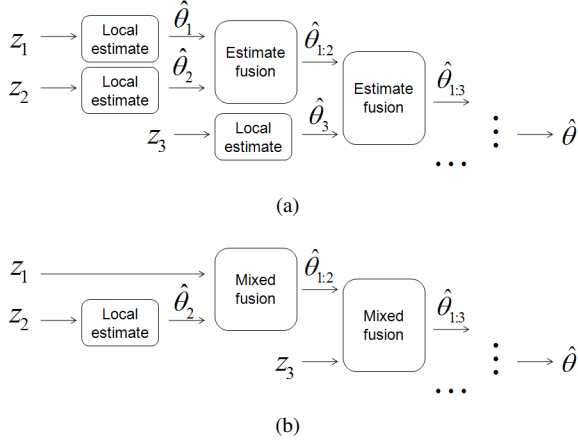 z₁ Local estimate θ̂₁ Estimate fusion θ̂₁:₂ Estimate fusion θ̂₁:₃
z₂ Local estimate θ̂₂
z₃ Local estimate θ̂₃ ⋮ θ̂
...
(a)
z₁ Mixed fusion θ̂₁:₂ Mixed fusion θ̂₁:₃
z₂ Local estimate θ̂₂
z₃ ⋮ θ̂
...
(b)